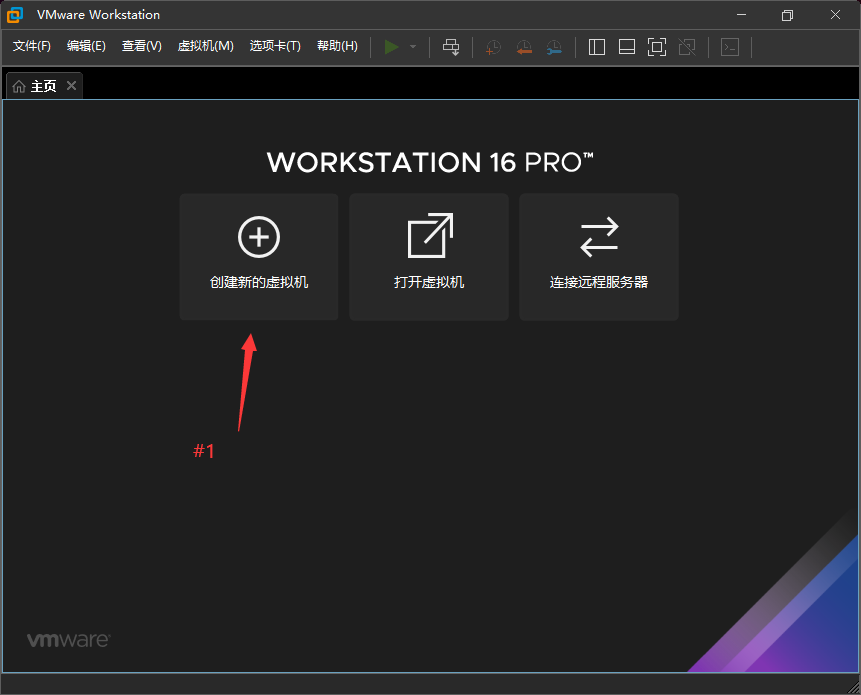 VMware Workstation
文件(F) 编辑(E) 查看(V) 虚拟机(M) 选项卡(T) 帮助(H)
主页
WORKSTATION 16 PRO™
创建新的虚拟机 打开虚拟机 连接远程服务器
#1
vmware